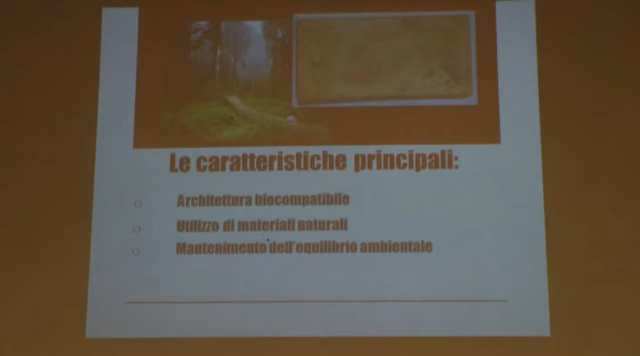 Le caratteristiche principali:
Architettura biocompatibile
Utilizzo di materiali naturali
Mantenimento dell'equilibrio ambientale